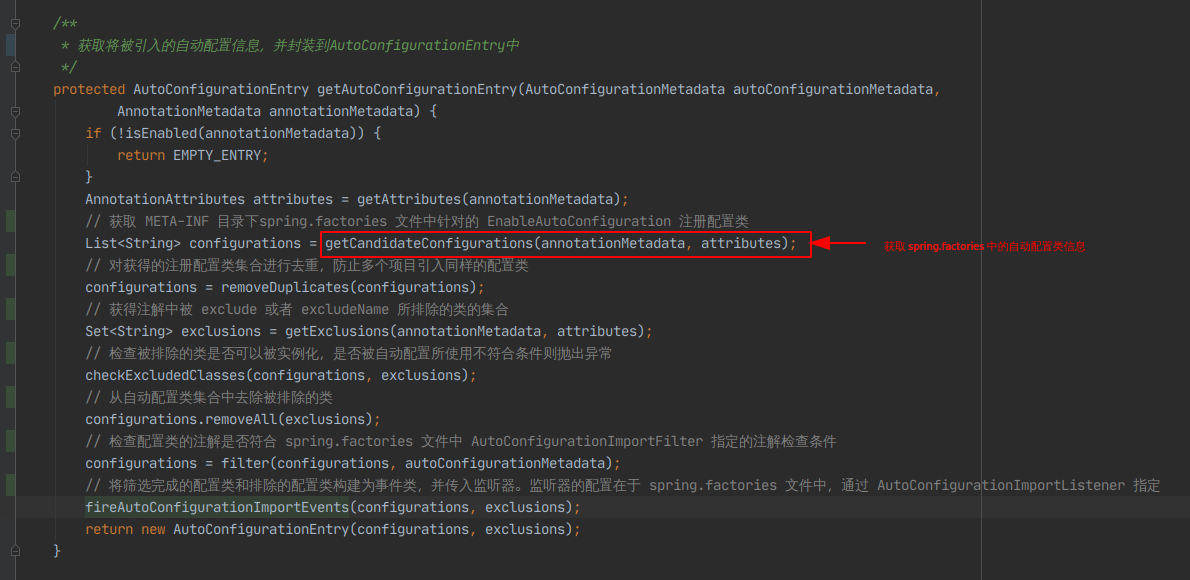 /**
 * 获取将被引入的自动配置信息，并封装到AutoConfigurationEntry中
 */
protected AutoConfigurationEntry getAutoConfigurationEntry(AutoConfigurationMetadata autoConfigurationMetadata,
        AnnotationMetadata annotationMetadata) {
    if (!isEnabled(annotationMetadata)) {
        return EMPTY_ENTRY;
    }
    AnnotationAttributes attributes = getAttributes(annotationMetadata);
    // 获取 META-INF 目录下spring.factories 文件中针对的 EnableAutoConfiguration 注册配置类
    List<String> configurations = getCandidateConfigurations(annotationMetadata, attributes); 获取 spring.factories 中的自动配置类信息
    // 对获得的注册配置类集合进行去重，防止多个项目引入同样的配置类
    configurations = removeDuplicates(configurations);
    // 获得注解中被 exclude 或者 excludeName 所排除的类的集合
    Set<String> exclusions = getExclusions(annotationMetadata, attributes);
    // 检查被排除的类是否可以被实例化，是否被自动配置所使用不符合条件则抛出异常
    checkExcludedClasses(configurations, exclusions);
    // 从自动配置类集合中去除被排除的类
    configurations.removeAll(exclusions);
    // 检查配置类的注解是否符合 spring.factories 文件中 AutoConfigurationImportFilter 指定的注解检查条件
    configurations = filter(configurations, autoConfigurationMetadata);
    // 将筛选完成的配置类和排除的配置类构建为事件类，并传入监听器。监听器的配置在于 spring.factories 文件中，通过 AutoConfigurationImportListener 指定
    fireAutoConfigurationImportEvents(configurations, exclusions);
    return new AutoConfigurationEntry(configurations, exclusions);
}